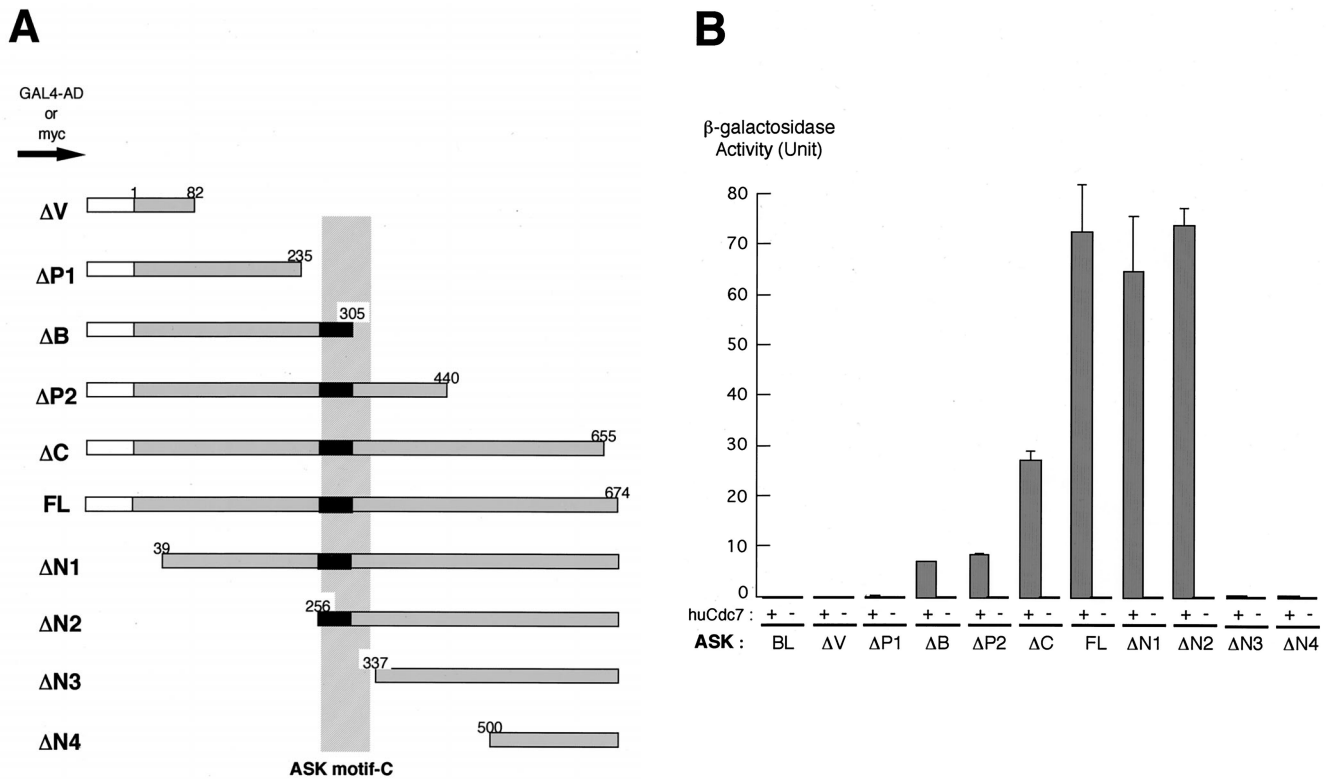 A
GAL4-AD
or
myc
ΔV
1
82
ΔP1
235
ΔB
305
ΔP2
440
ΔC
655
FL
674
ΔN1
39
ΔN2
256
ΔN3
337
ΔN4
500
ASK motif-C
B
β-galactosidase
Activity (Unit)
80
70
60
50
40
30
20
10
0
huCdc7 : + - + - + - + - + - + - + - + - + - + - + -
ASK : BL ΔV ΔP1 ΔB ΔP2 ΔC FL ΔN1 ΔN2 ΔN3 ΔN4